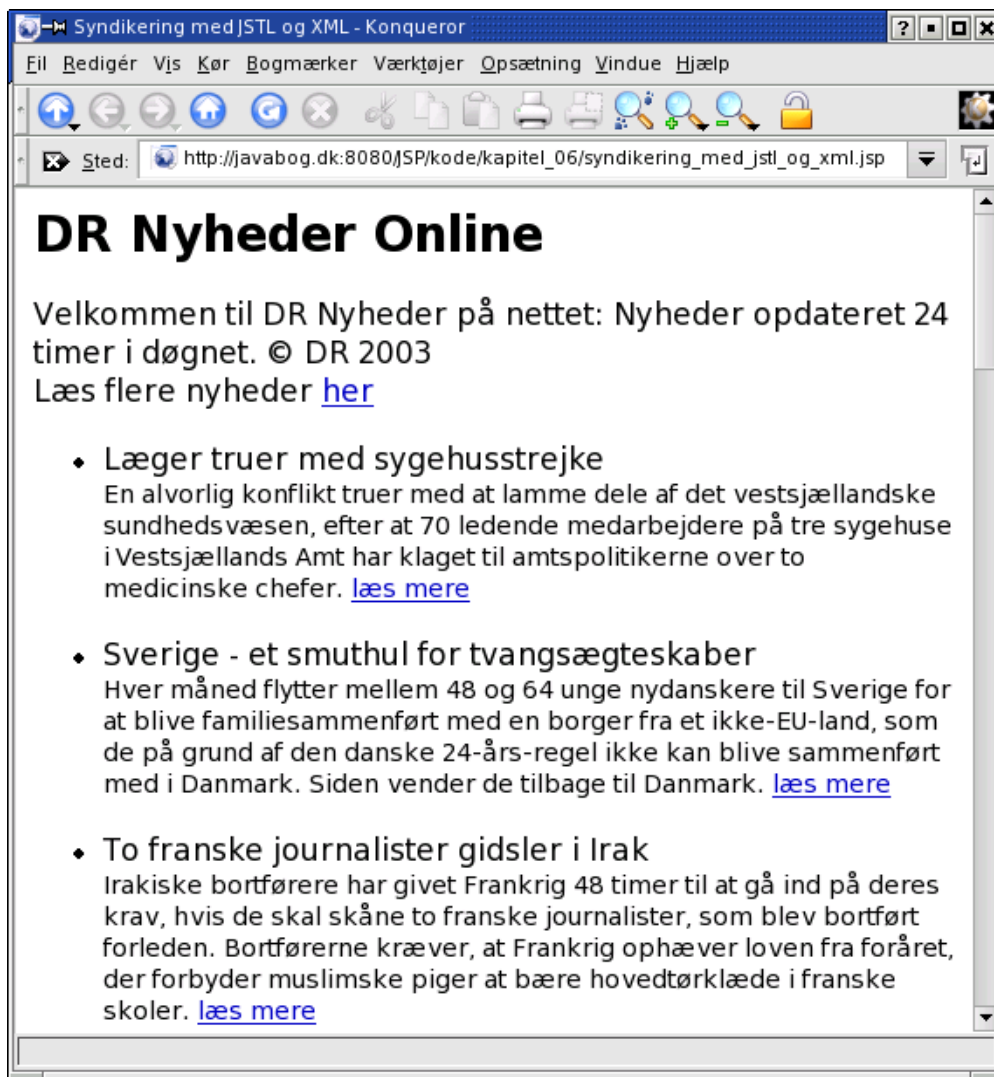 Syndikering med JSTL og XML - Konqueror
Fil Redigér Vis Kør Bogmærker Værktøjer Opsætning Vindue Hjælp
Sted: http://javabog.dk:8080/JSP/kode/kapitel_06/syndikering_med_jstl_og_xml.jsp
DR Nyheder Online
Velkommen til DR Nyheder på nettet: Nyheder opdateret 24
timer i døgnet. © DR 2003
Læs flere nyheder her
Læger truer med sygehusstrejke
En alvorlig konflikt truer med at lamme dele af det vestsjællandske
sundhedsvæsen, efter at 70 ledende medarbejdere på tre sygehuse
i Vestsjællands Amt har klaget til amtspolitikerne over to
medicinske chefer. læs mere
Sverige - et smuthul for tvangsægteskaber
Hver måned flytter mellem 48 og 64 unge nydanskere til Sverige for
at blive familiesammenført med en borger fra et ikke-EU-land, som
de på grund af den danske 24-års-regel ikke kan blive sammenført
med i Danmark. Siden vender de tilbage til Danmark. læs mere
To franske journalister gidsler i Irak
Irakiske bortførere har givet Frankrig 48 timer til at gå ind på deres
krav, hvis de skal skåne to franske journalister, som blev bortført
forleden. Bortførerne kræver, at Frankrig ophæver loven fra foråret,
der forbyder muslimske piger at bære hovedtørklæde i franske
skoler. læs mere